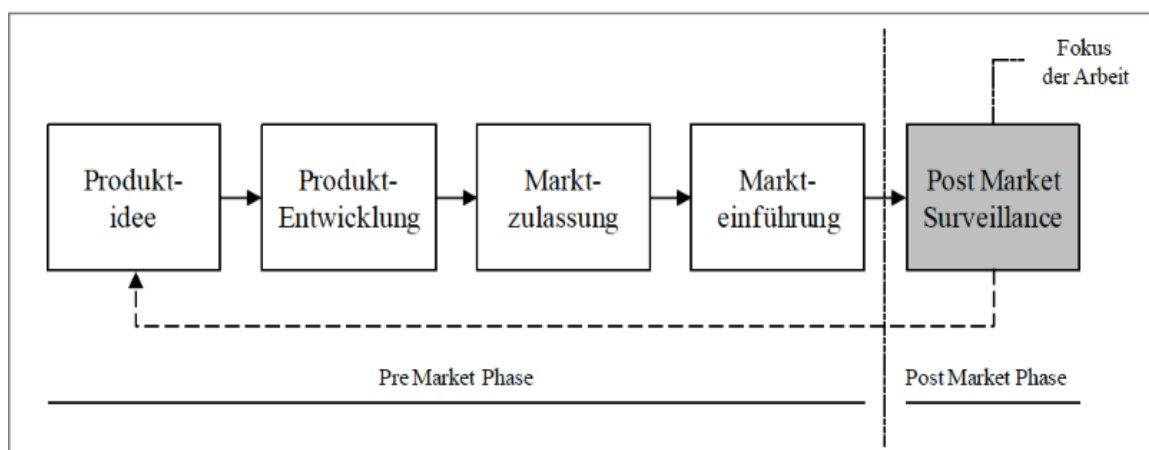 Fokus
der Arbeit
Produkt-
idee
Produkt-
Entwicklung
Markt-
zulassung
Markt-
einführung
Post Market
Surveillance
Pre Market Phase
Post Market Phase